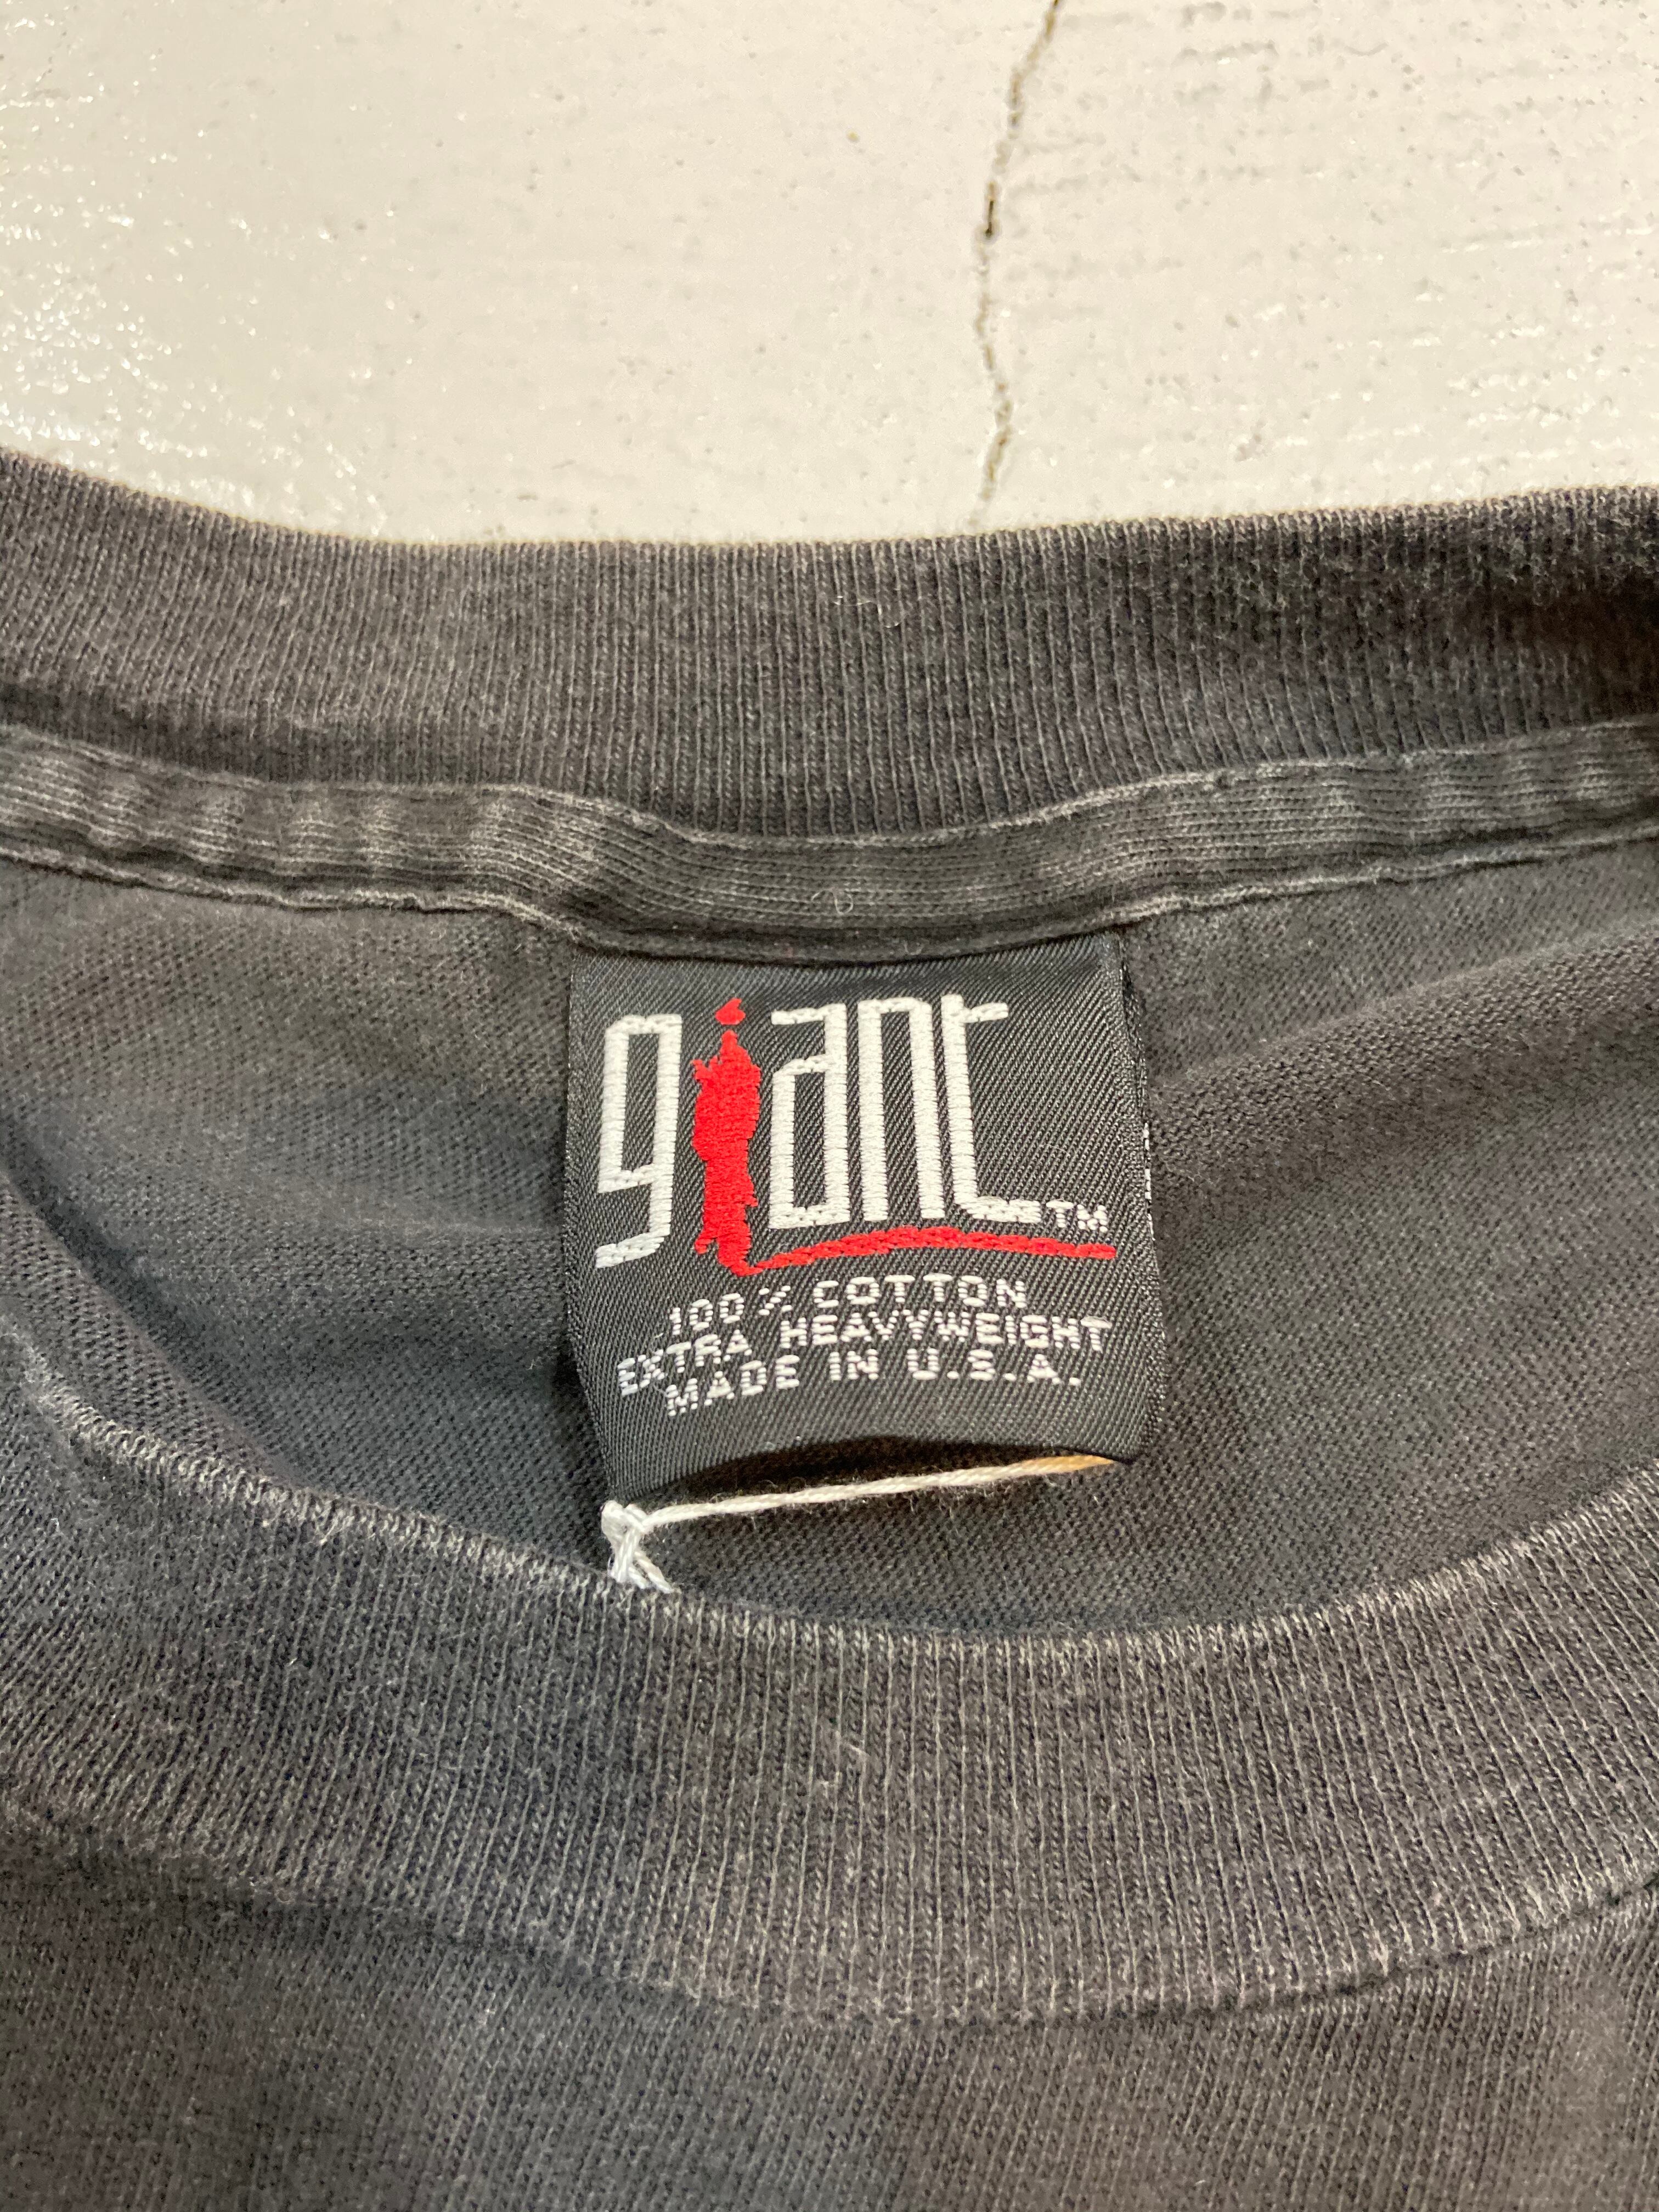 giant™
100% COTTON
EXTRA HEAVYWEIGHT
MADE IN U.S.A.